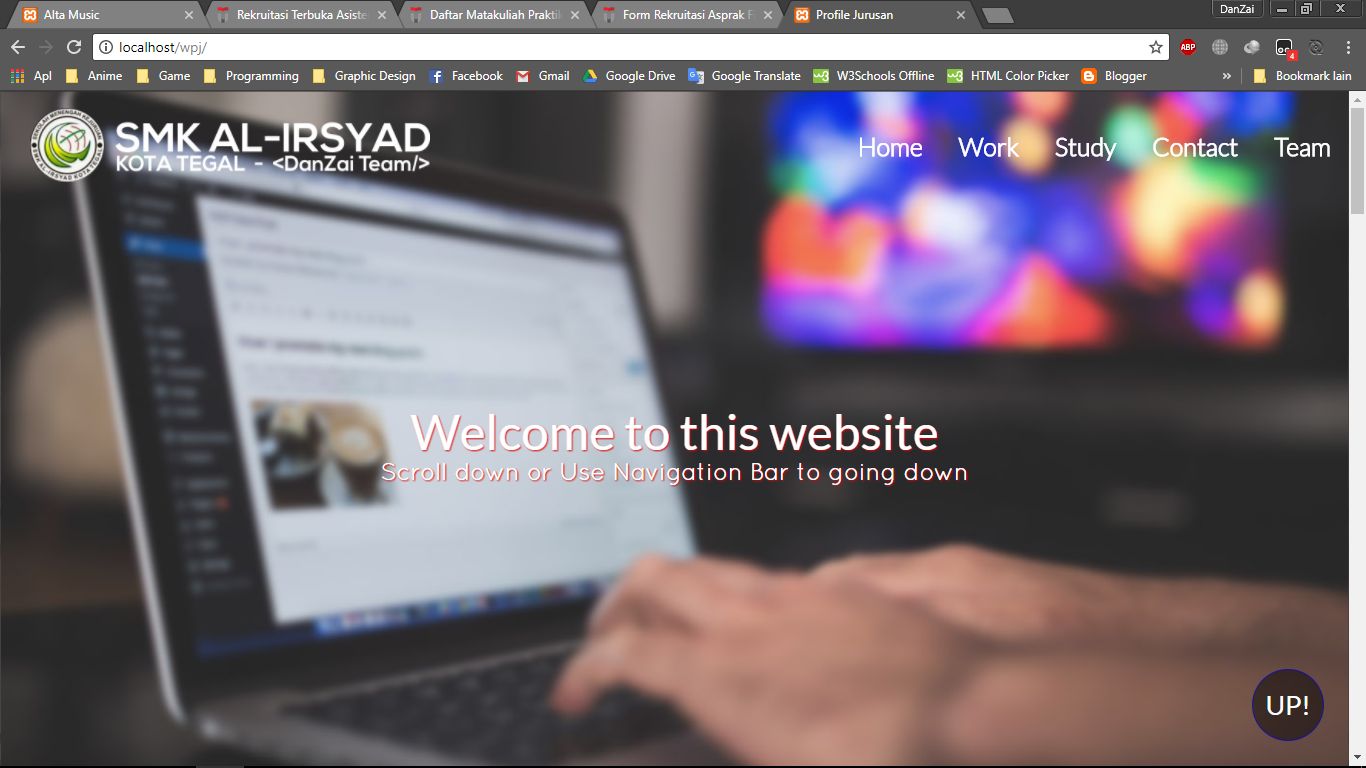 Alta Music
Rekruitasi Terbuka Asiste
Daftar Matakuliah Praktik
Form Rekruitasi Asprak F
Profile Jurusan
DanZai
localhost/wpj/
ABP
4
Apl
Anime
Game
Programming
Graphic Design
Facebook
Gmail
Google Drive
Google Translate
W3Schools Offline
HTML Color Picker
Blogger
»
Bookmark lain
SMK AL-IRSYAD
KOTA TEGAL - <DanZai Team/>
Home
Work
Study
Contact
Team
Welcome to this website
Scroll down or Use Navigation Bar to going down
UP!